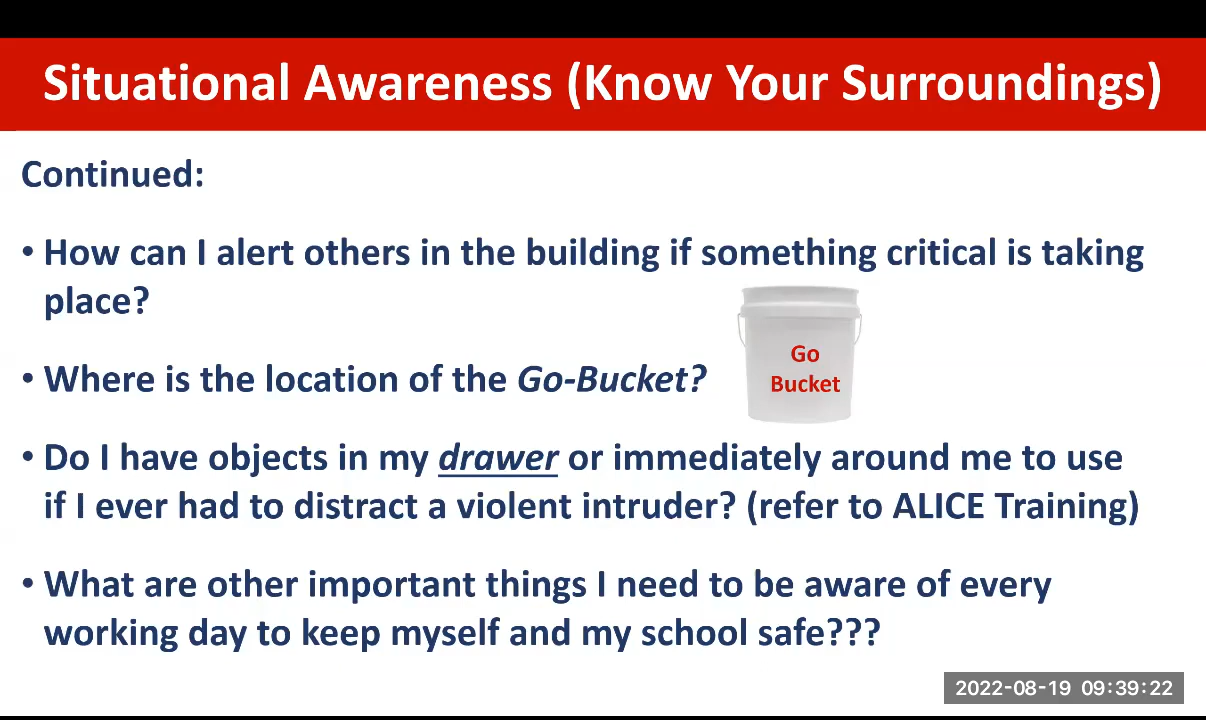 Situational Awareness (Know Your Surroundings)
Continued:
• How can I alert others in the building if something critical is taking
place?
• Where is the location of the Go-Bucket?
Go
Bucket
• Do I have objects in my drawer or immediately around me to use
if I ever had to distract a violent intruder? (refer to ALICE Training)
• What are other important things I need to be aware of every
working day to keep myself and my school safe???
2022-08-19 09:39:22